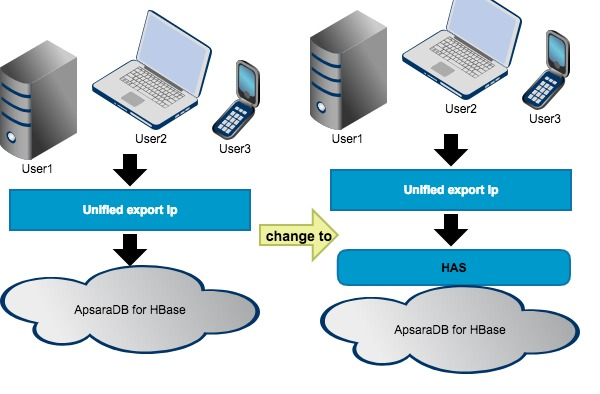 User1
User2
User3
Unified export Ip
ApsaraDB for HBase
change to
User1
User2
User3
Unified export Ip
HAS
ApsaraDB for HBase